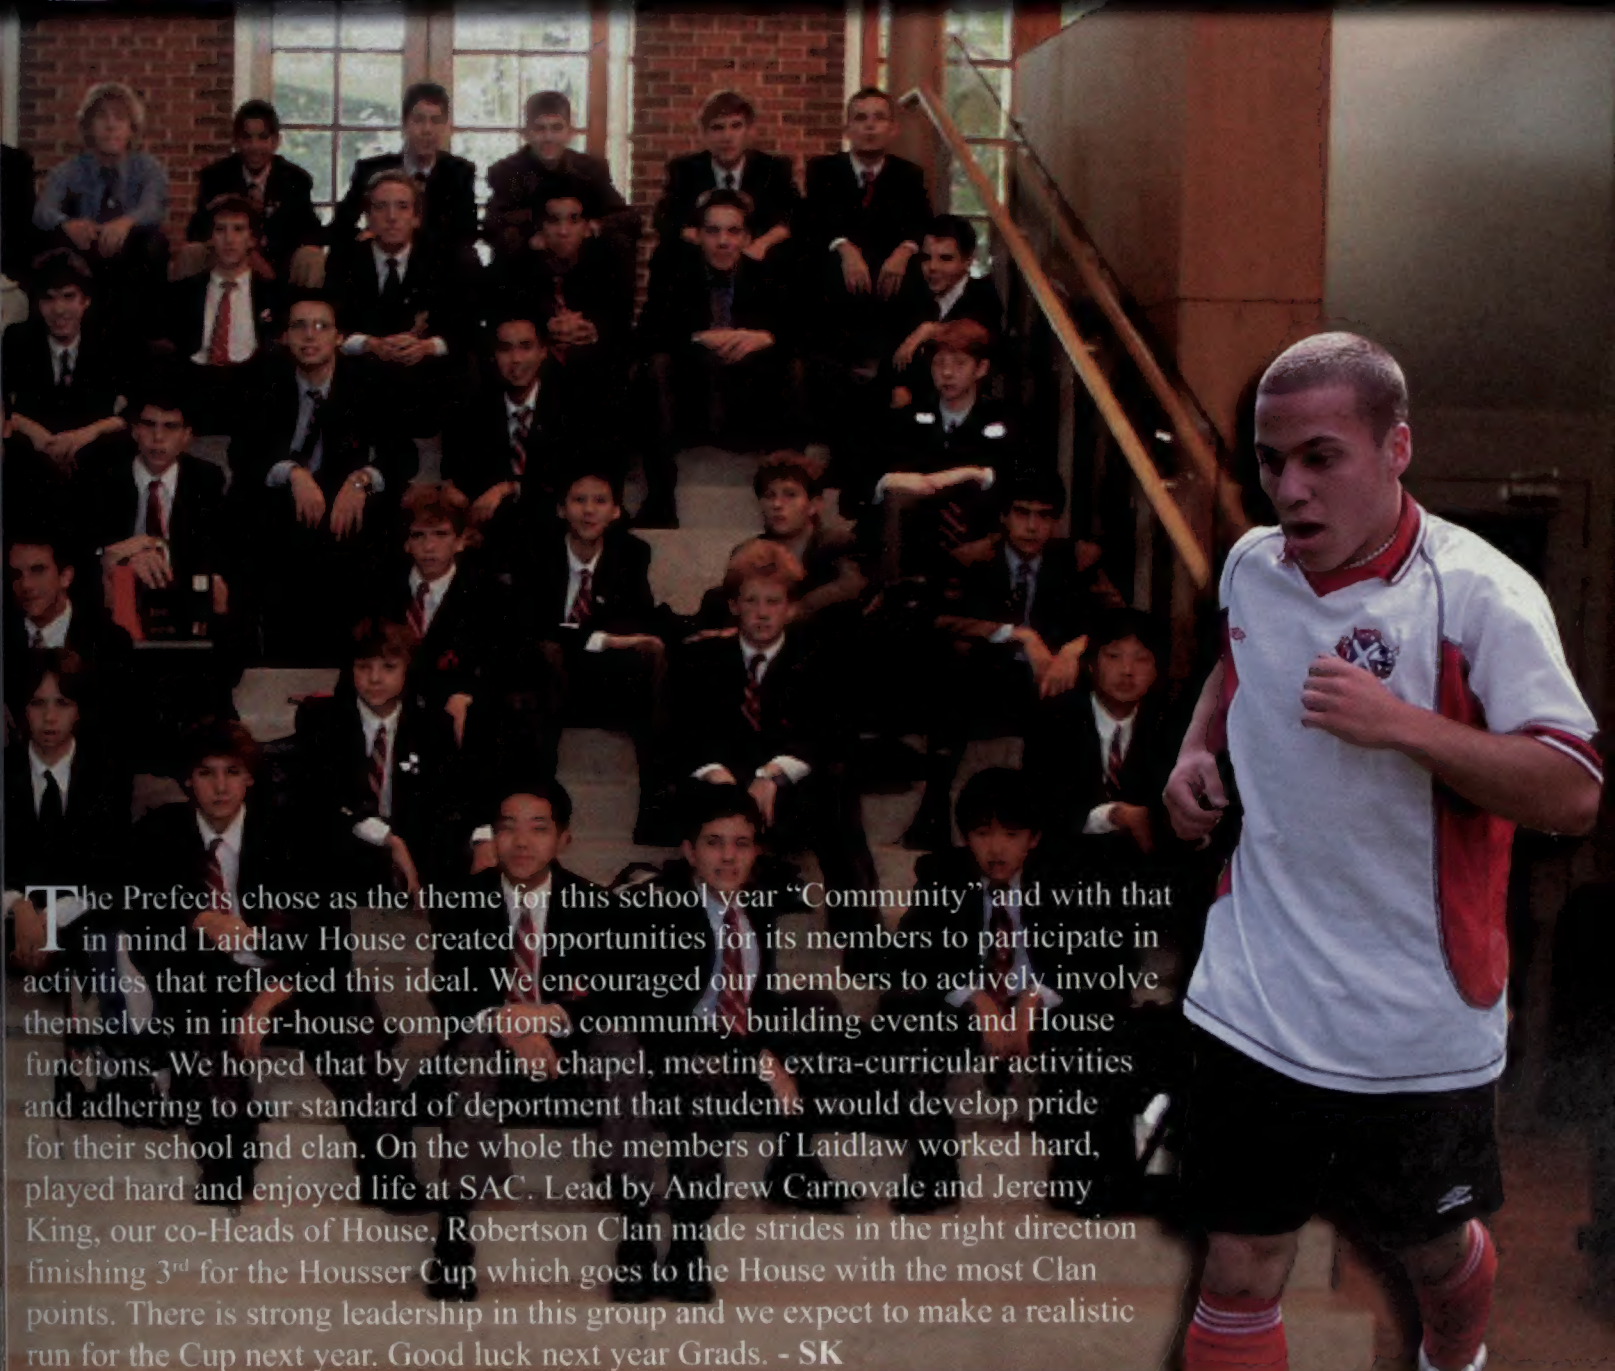 The Prefects chose as the theme for this school year “Community” and with that
in mind Laidlaw House created opportunities for its members to participate in
activities that reflected this ideal. We encouraged our members to actively involve
themselves in inter-house competitions, community building events and House
functions. We hoped that by attending chapel, meeting extra-curricular activities
and adhering to our standard of deportment that students would develop pride
for their school and clan. On the whole the members of Laidlaw worked hard,
played hard and enjoyed life at SAC. Lead by Andrew Carnovale and Jeremy
King, our co-Heads of House, Robertson Clan made strides in the right direction
finishing 3rd for the Housser Cup which goes to the House with the most Clan
points. There is strong leadership in this group and we expect to make a realistic
run for the Cup next year. Good luck next year Grads. - SK